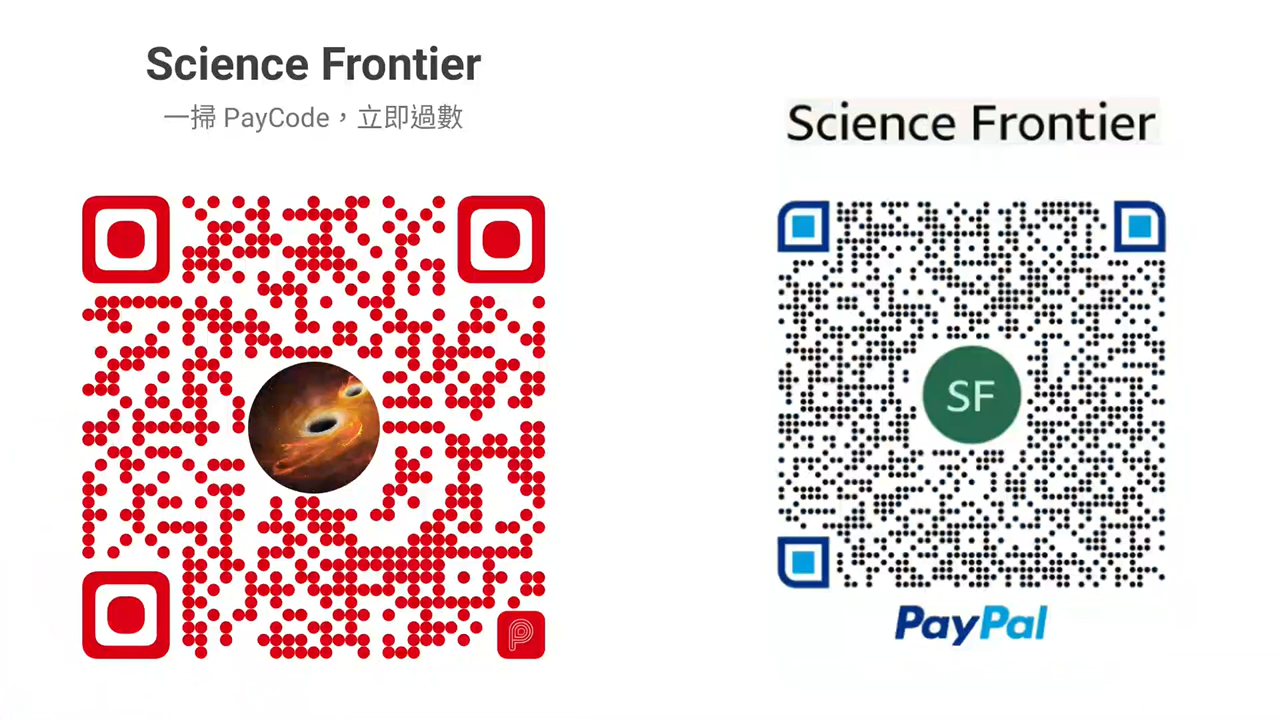 Science Frontier
一掃 PayCode，立即過數
Science Frontier
SF
P
PayPal